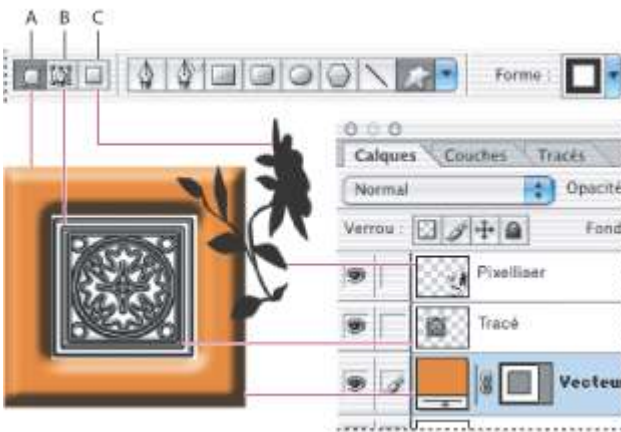 A B C
Forme :
Calques Couches Tracés
Normal Opacité
Verrou : Fond
Pixelliser
Tracé
Vecteu